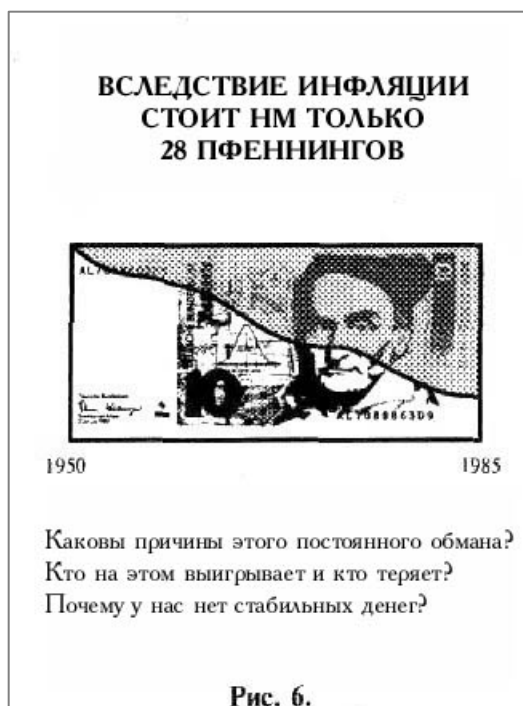 ВСЛЕДСТВИЕ ИНФЛЯЦИИ
СТОИТ НМ ТОЛЬКО
28 ПФЕННИНГОВ
10
1950
1985
Каковы причины этого постоянного обмана?
Кто на этом выигрывает и кто теряет?
Почему у нас нет стабильных денег?
Рис. 6.